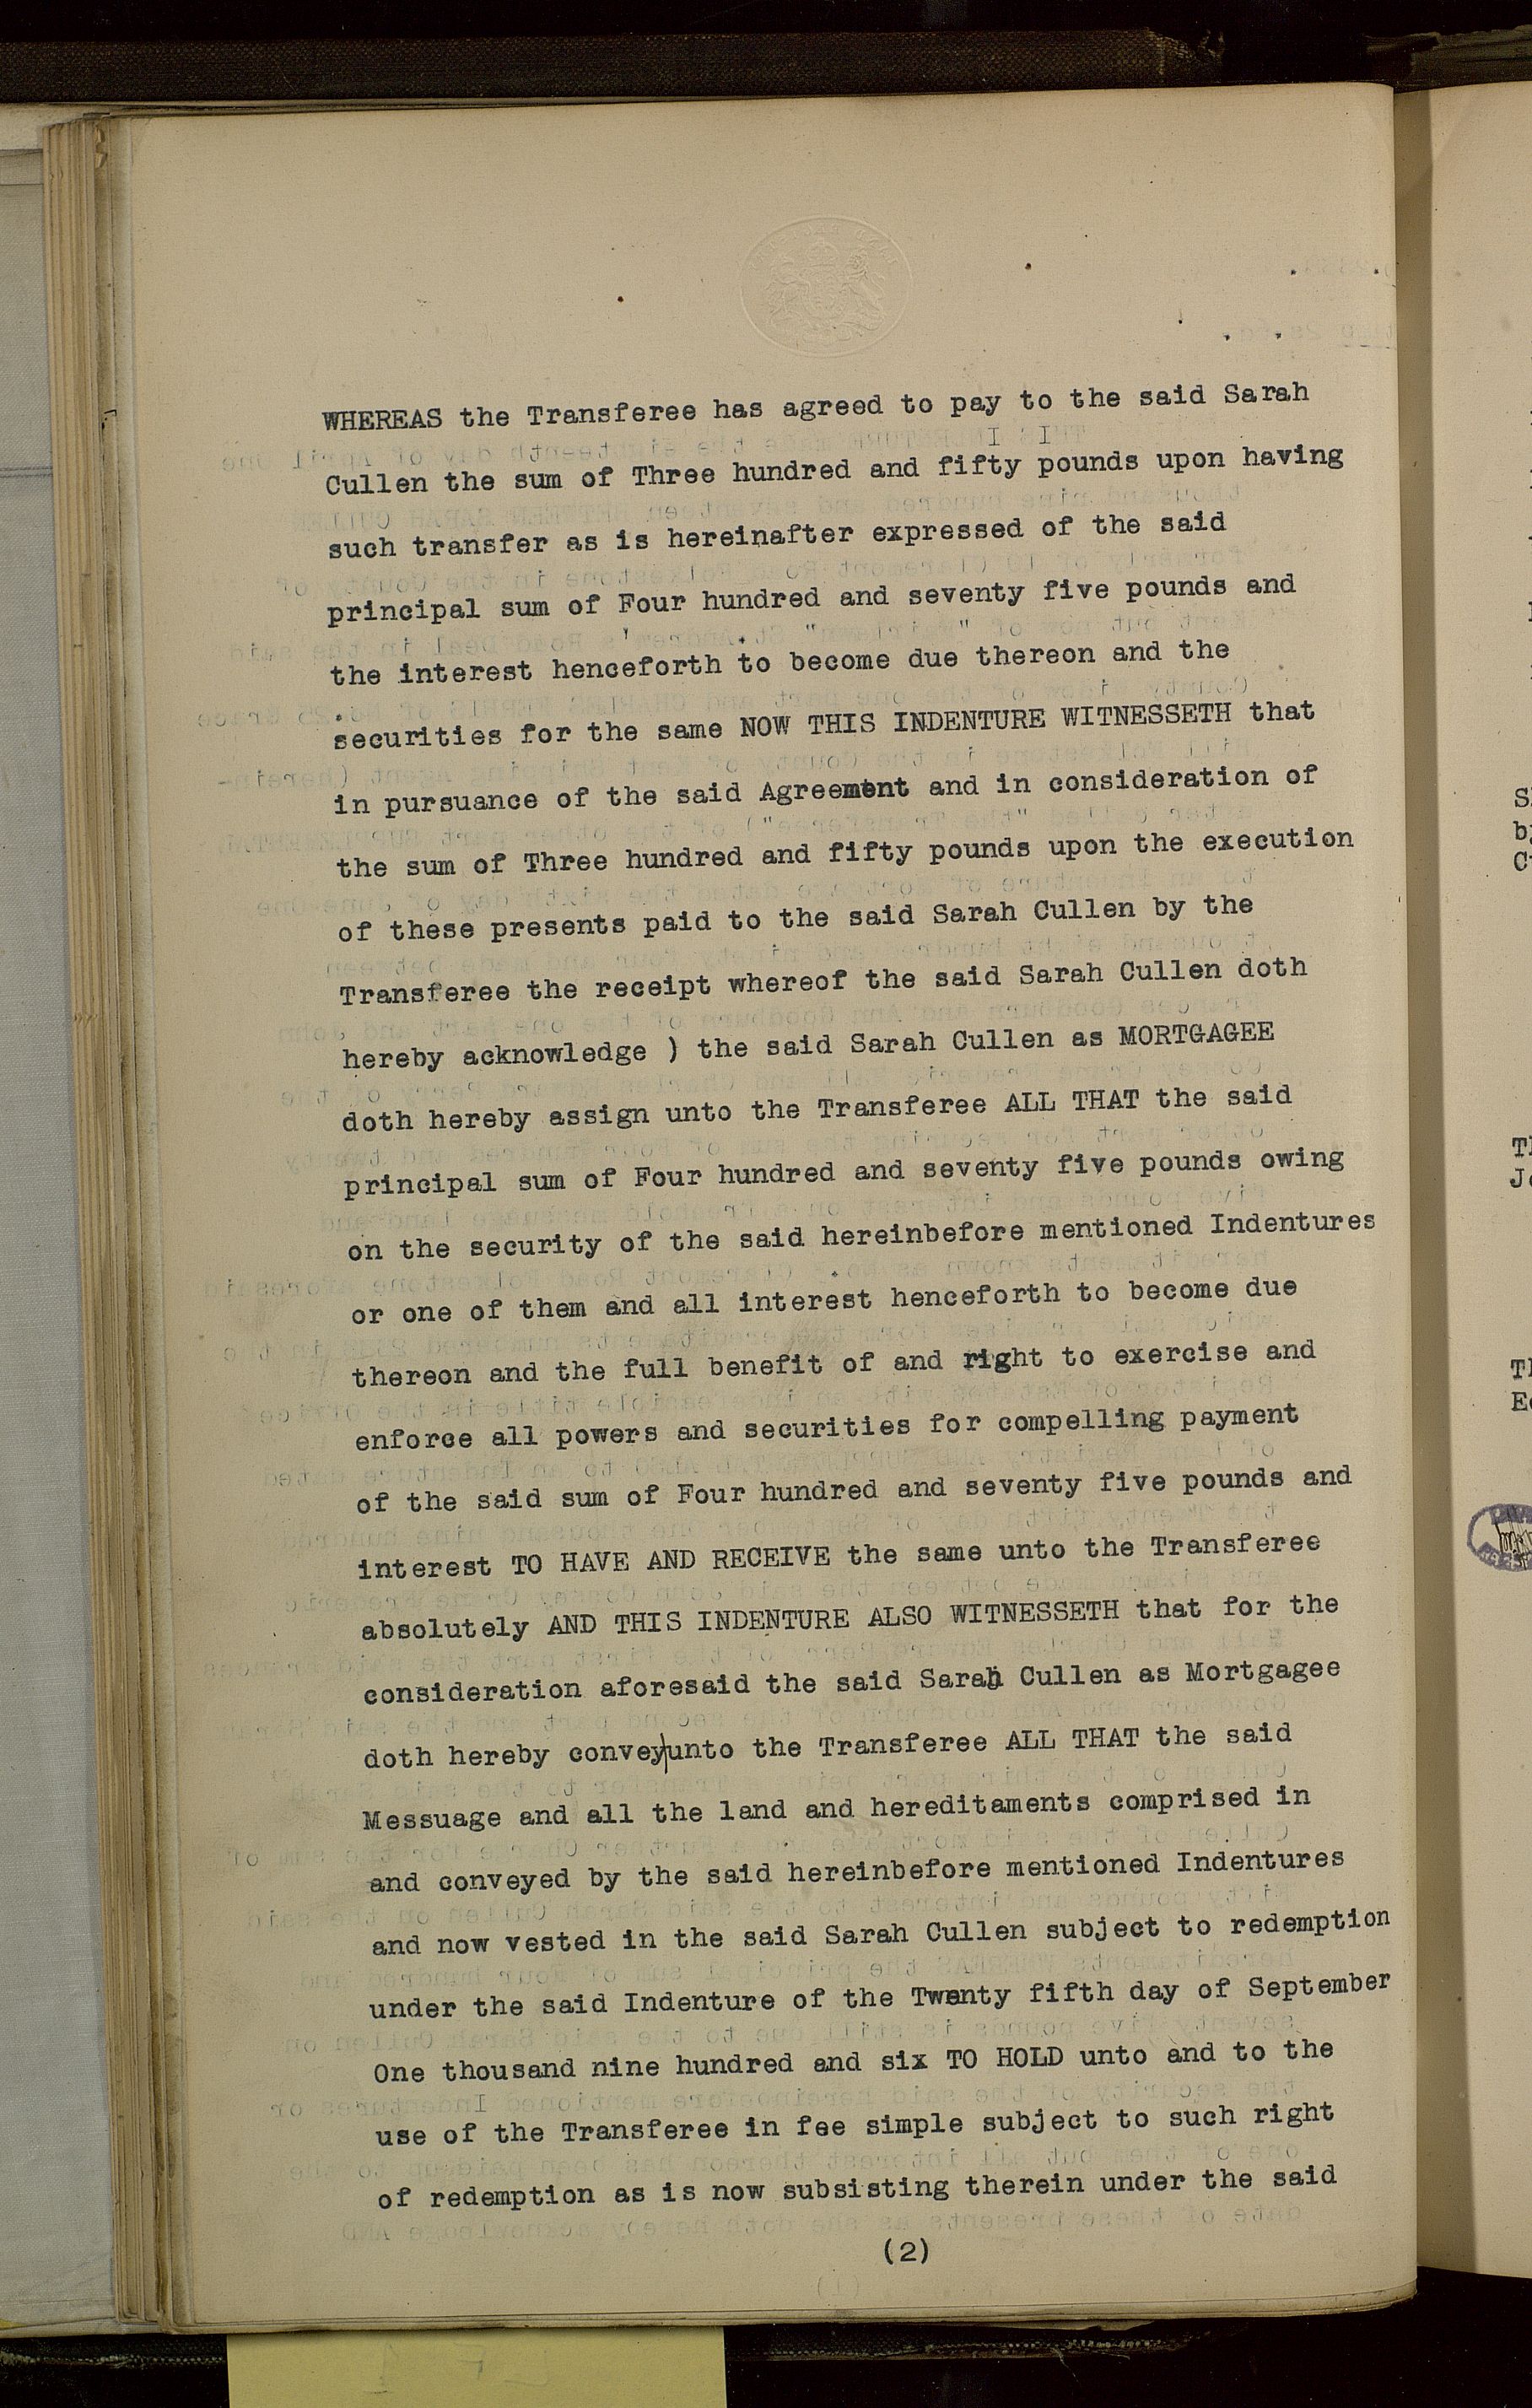 WHEREAS the Transferee has agreed to pay to the said Sarah
Cullen the sum of Three hundred and fifty pounds upon having
such transfer as is hereinafter expressed of the said
principal sum of Four hundred and seventy five pounds and
the interest henceforth to become due thereon and the
securities for the same NOW THIS INDENTURE WITNESSETH that
in pursuance of the said Agreement and in consideration of
the sum of Three hundred and fifty pounds upon the execution
of these presents paid to the said Sarah Cullen by the
Transferee the receipt whereof the said Sarah Cullen doth
hereby acknowledge ) the said Sarah Cullen as MORTGAGEE
doth hereby assign unto the Transferee ALL THAT the said
principal sum of Four hundred and seventy five pounds owing
on the security of the said hereinbefore mentioned Indentures
or one of them and all interest henceforth to become due
thereon and the full benefit of and right to exercise and
enforce all powers and securities for compelling payment
of the said sum of Four hundred and seventy five pounds and
interest TO HAVE AND RECEIVE the same unto the Transferee
absolutely AND THIS INDENTURE ALSO WITNESSETH that for the
consideration aforesaid the said Sarah Cullen as Mortgagee
doth hereby convey|unto the Transferee ALL THAT the said
Messuage and all the land and hereditaments comprised in
and conveyed by the said hereinbefore mentioned Indentures
and now vested in the said Sarah Cullen subject to redemption
under the said Indenture of the Twenty fifth day of September
One thousand nine hundred and six TO HOLD unto and to the
use of the Transferee in fee simple subject to such right
of redemption as is now subsisting therein under the said
(2)